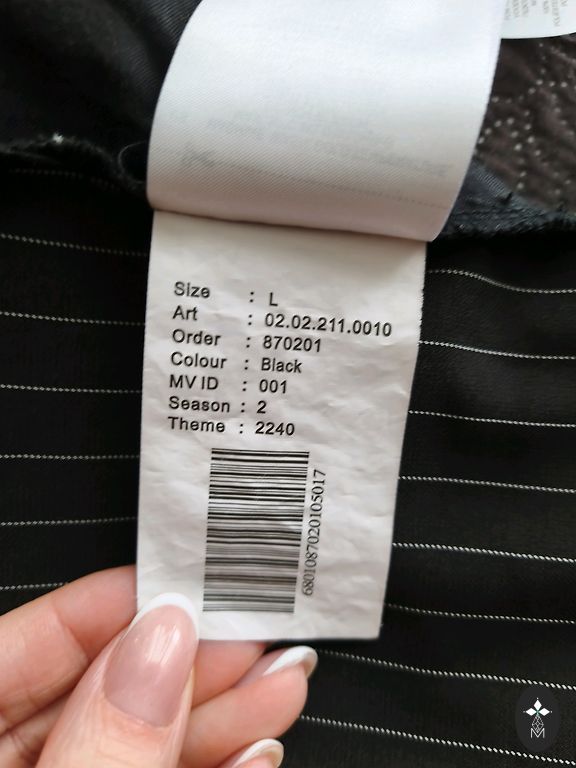 Size : L
Art : 02.02.211.0010
Order : 870201
Colour : Black
MV ID : 001
Season : 2
Theme : 2240
6801087020105017
M